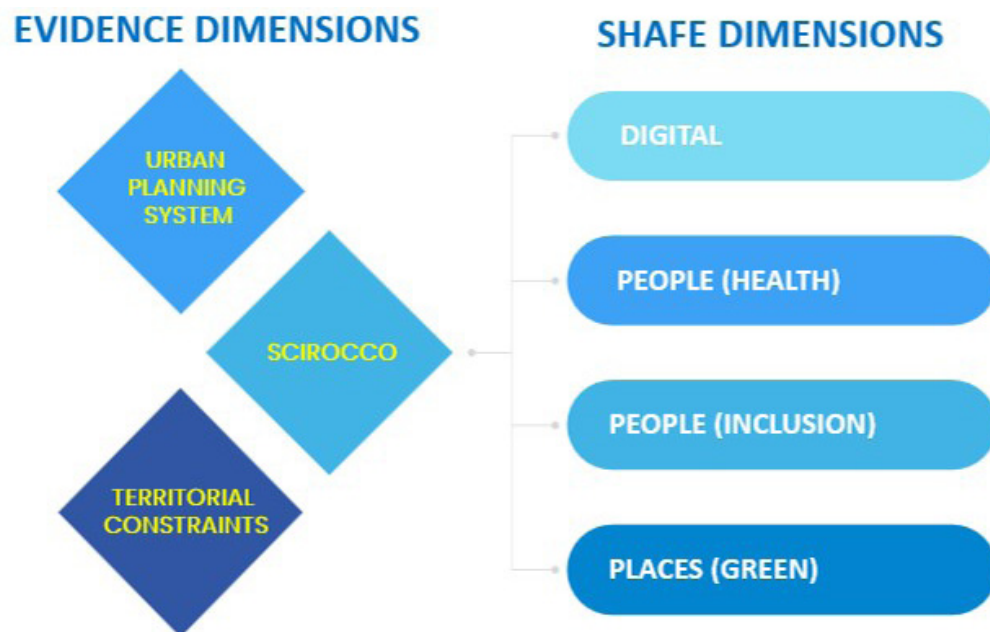 EVIDENCE DIMENSIONS
URBAN
PLANNING
SYSTEM
SCIROCCO
TERRITORIAL
CONSTRAINTS
SHAFE DIMENSIONS
DIGITAL
PEOPLE (HEALTH)
PEOPLE (INCLUSION)
PLACES (GREEN)